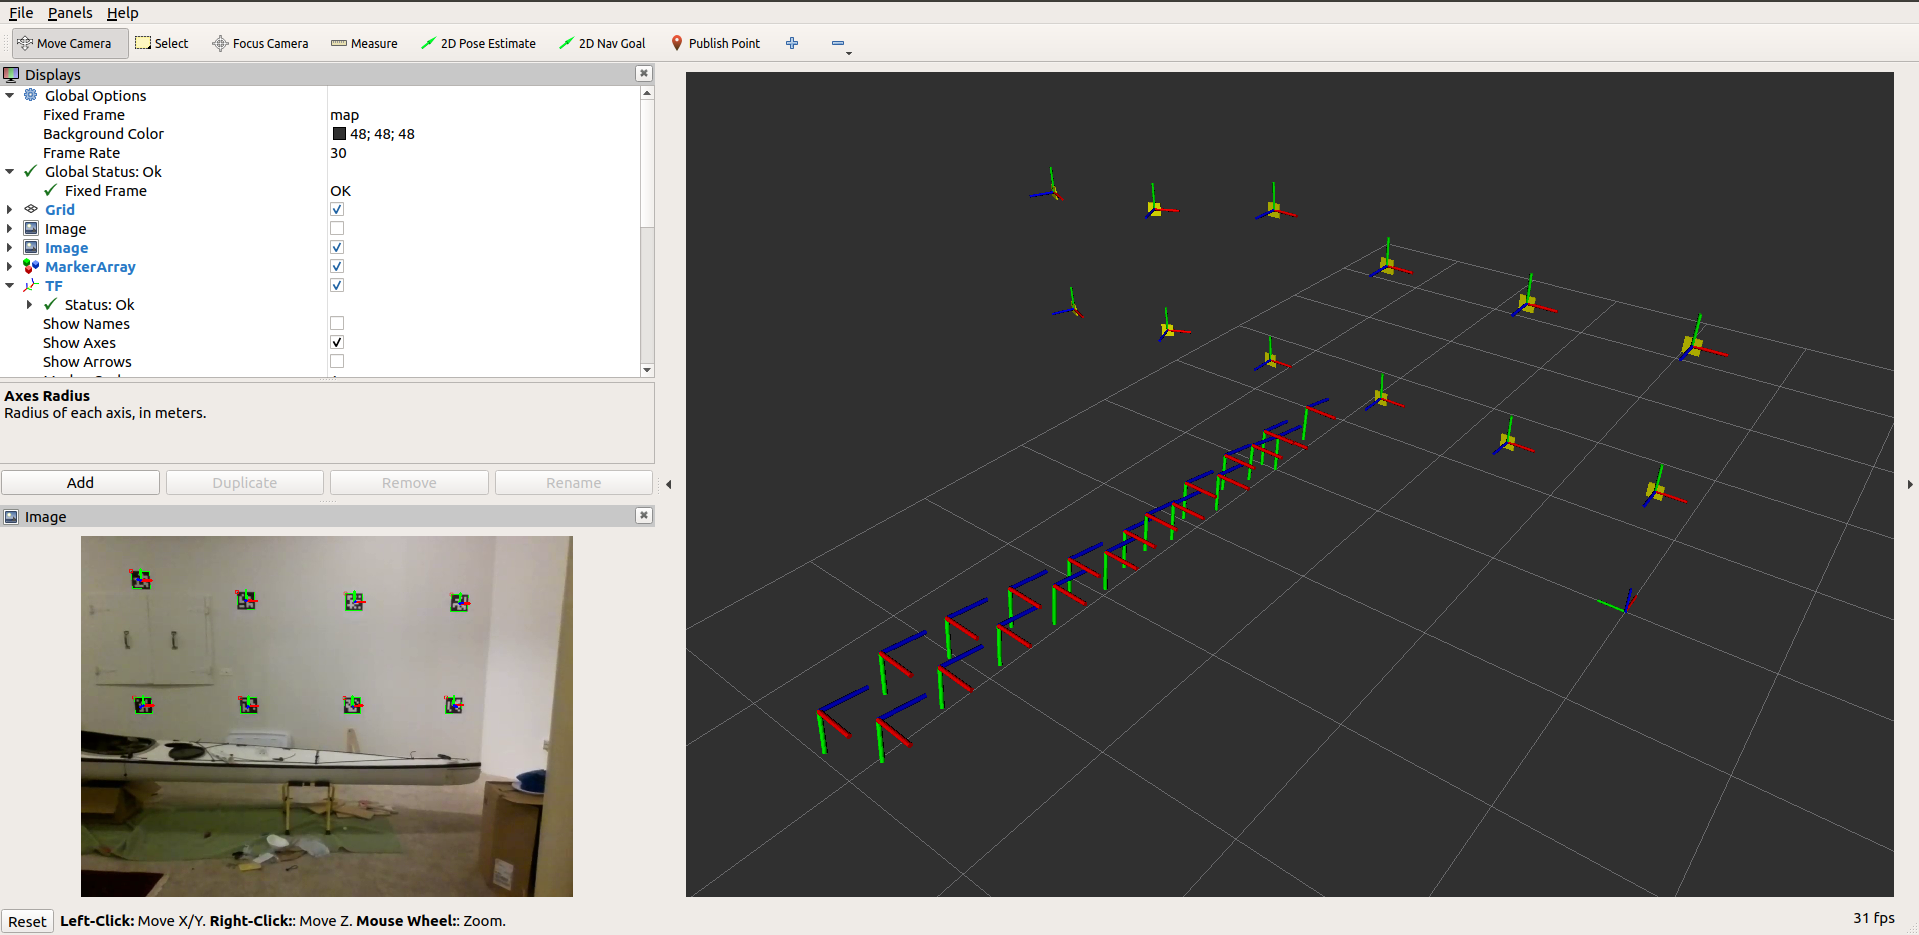 File Panels Help
Move Camera Select Focus Camera Measure 2D Pose Estimate 2D Nav Goal Publish Point
Displays
Global Options
Fixed Frame map
Background Color 48; 48; 48
Frame Rate 30
Global Status: Ok
Fixed Frame OK
Grid
Image
Image
MarkerArray
TF
Status: Ok
Show Names
Show Axes
Show Arrows
Axes Radius
Radius of each axis, in meters.
Add Duplicate Remove Rename
Image
Reset Left-Click: Move X/Y. Right-Click:: Move Z. Mouse Wheel:: Zoom. 31 fps